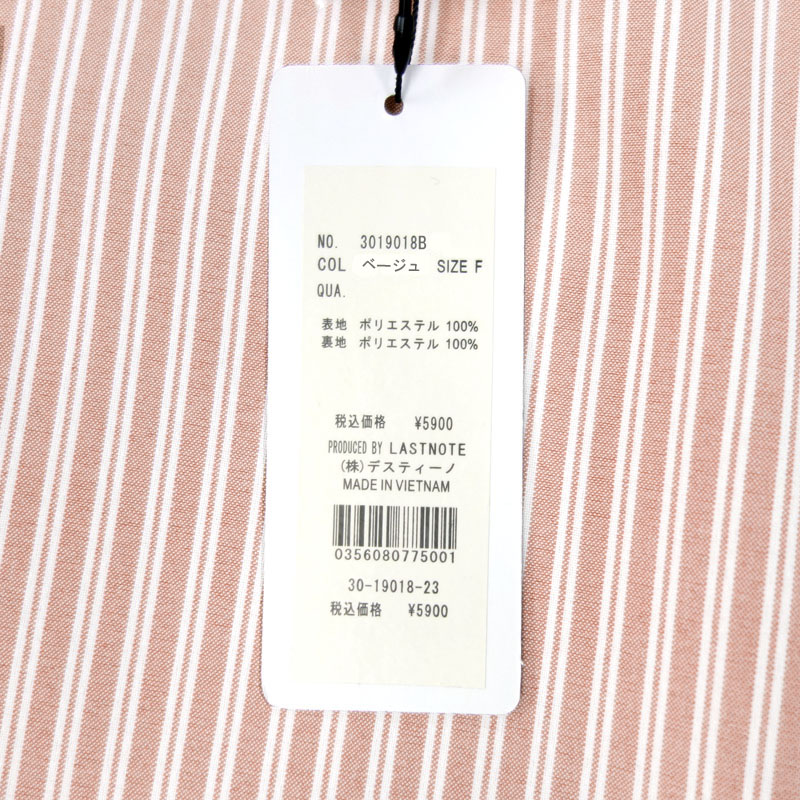 NO. 3019018B
COL ベージュ SIZE F
QUA.
表地 ポリエステル 100%
裏地 ポリエステル 100%
税込価格 ¥5900
PRODUCED BY LASTNOTE
(株)デスティーノ
MADE IN VIETNAM
0356080775001
30-19018-23
税込価格 ¥5900